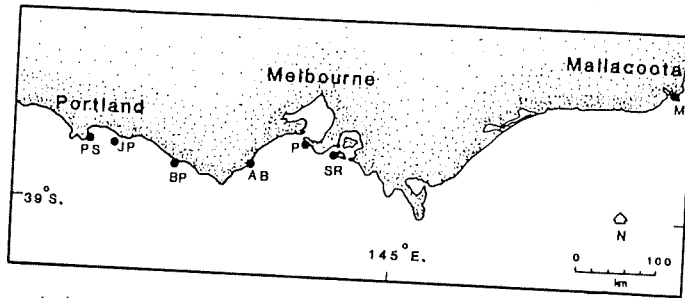 Melbourne
Mallacoota
Portland
M
PS
JP
BP
AB
P
SR
39°S.
145°E.
N
0 100
km